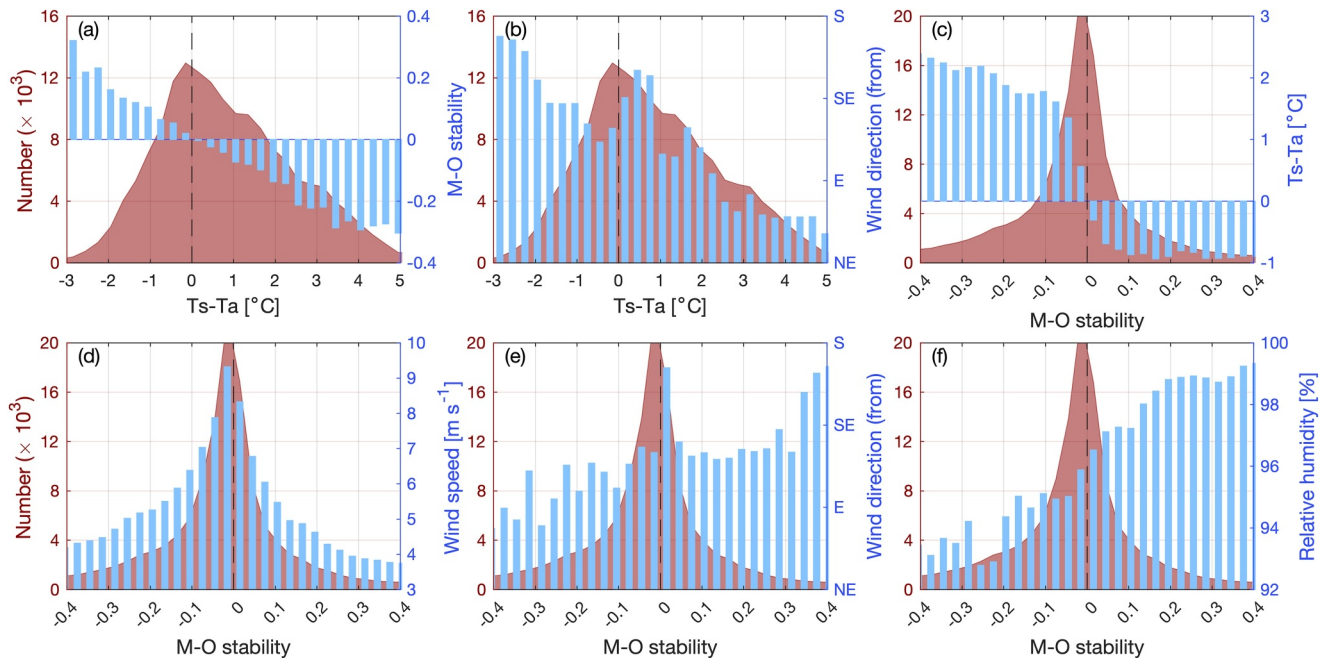 (a)
Number (× 10³)
16
12
8
4
0
0.4
0.2
0
-0.2
-0.4
M-O stability
-3 -2 -1 0 1 2 3 4 5
Ts-Ta [°C]
(b)
16
12
8
4
0
S
SE
E
NE
Wind direction (from)
-3 -2 -1 0 1 2 3 4 5
Ts-Ta [°C]
(c)
20
16
12
8
4
0
3
2
1
0
-1
Ts-Ta [°C]
-0.4 -0.3 -0.2 -0.1 0 0.1 0.2 0.3 0.4
M-O stability
(d)
Number (× 10³)
20
16
12
8
4
0
10
9
8
7
6
5
4
3
Wind speed [m s⁻¹]
-0.4 -0.3 -0.2 -0.1 0 0.1 0.2 0.3 0.4
M-O stability
(e)
20
16
12
8
4
0
S
SE
E
NE
Wind direction (from)
-0.4 -0.3 -0.2 -0.1 0 0.1 0.2 0.3 0.4
M-O stability
(f)
20
16
12
8
4
0
100
98
96
94
92
Relative humidity [%]
-0.4 -0.3 -0.2 -0.1 0 0.1 0.2 0.3 0.4
M-O stability